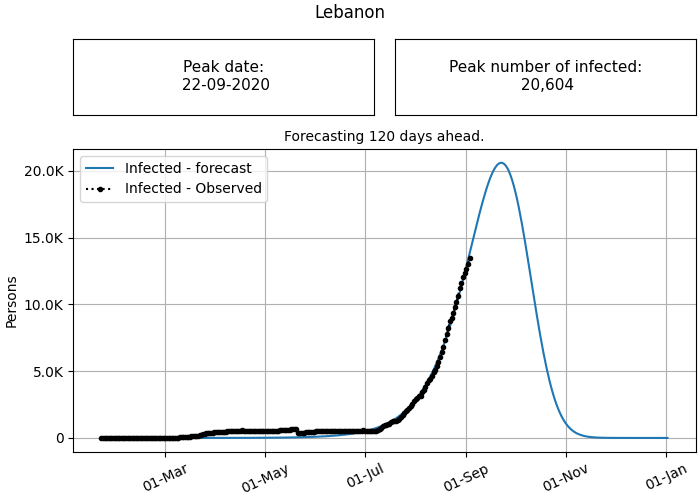 Lebanon
Peak date:
22-09-2020
Peak number of infected:
20,604
Forecasting 120 days ahead.
Infected - forecast
Infected - Observed
20.0K
15.0K
10.0K
5.0K
0
Persons
01-Mar
01-May
01-Jul
01-Sep
01-Nov
01-Jan